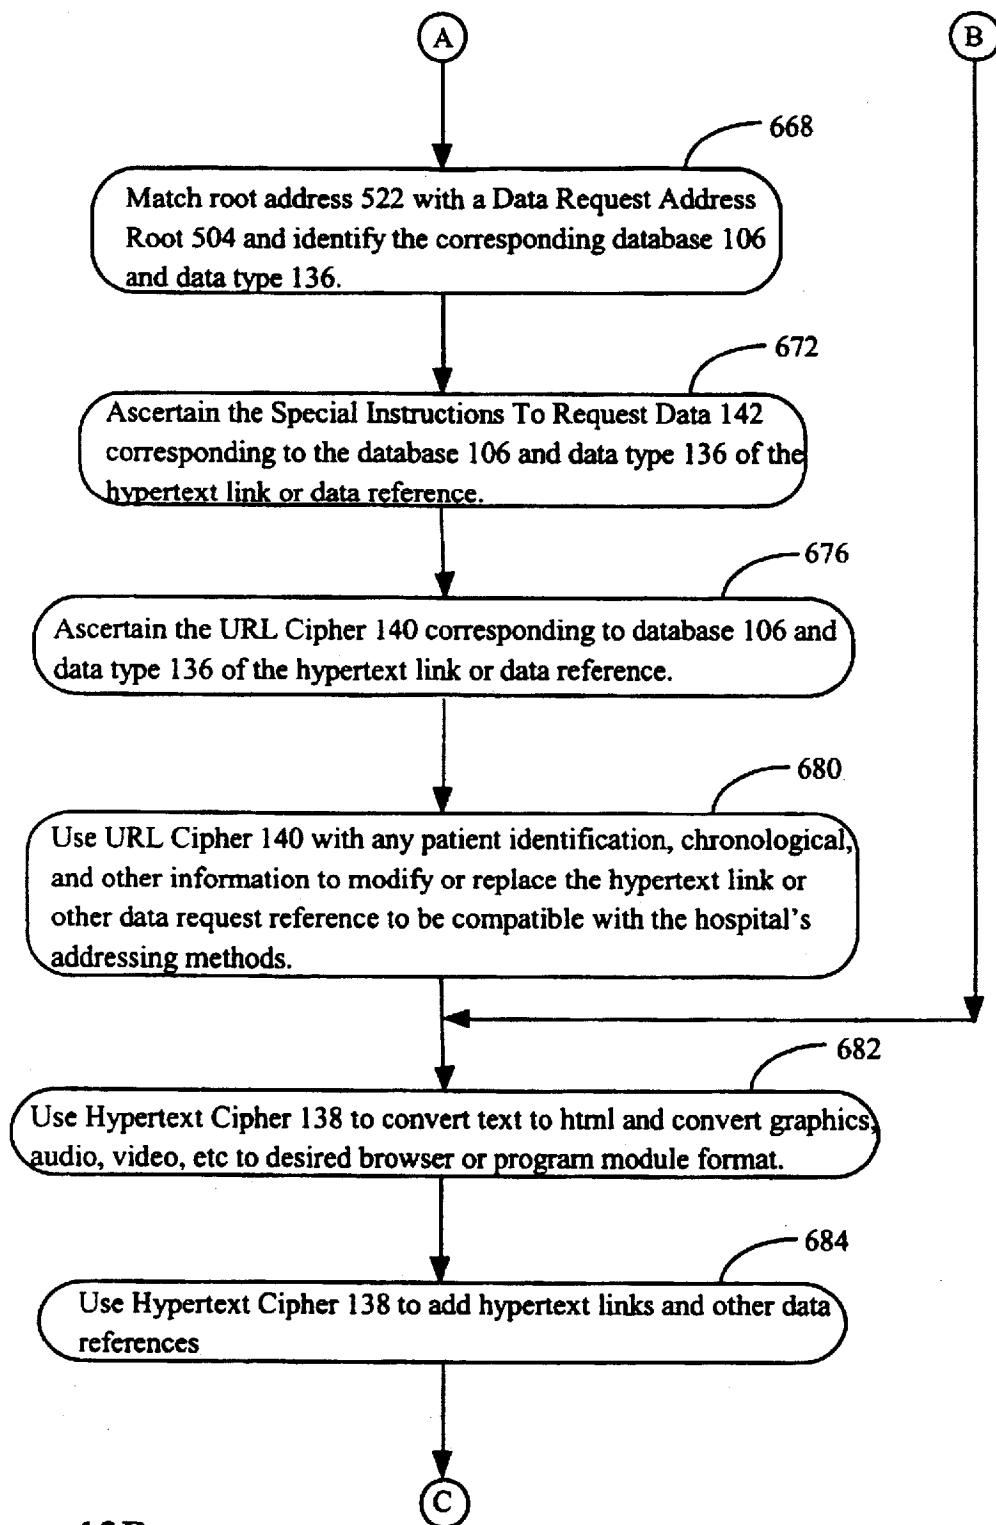 A
B
668
Match root address 522 with a Data Request Address
Root 504 and identify the corresponding database 106
and data type 136.
672
Ascertain the Special Instructions To Request Data 142
corresponding to the database 106 and data type 136 of the
hypertext link or data reference.
676
Ascertain the URL Cipher 140 corresponding to database 106 and
data type 136 of the hypertext link or data reference.
680
Use URL Cipher 140 with any patient identification, chronological,
and other information to modify or replace the hypertext link or
other data request reference to be compatible with the hospital's
addressing methods.
682
Use Hypertext Cipher 138 to convert text to html and convert graphics,
audio, video, etc to desired browser or program module format.
684
Use Hypertext Cipher 138 to add hypertext links and other data
references
C